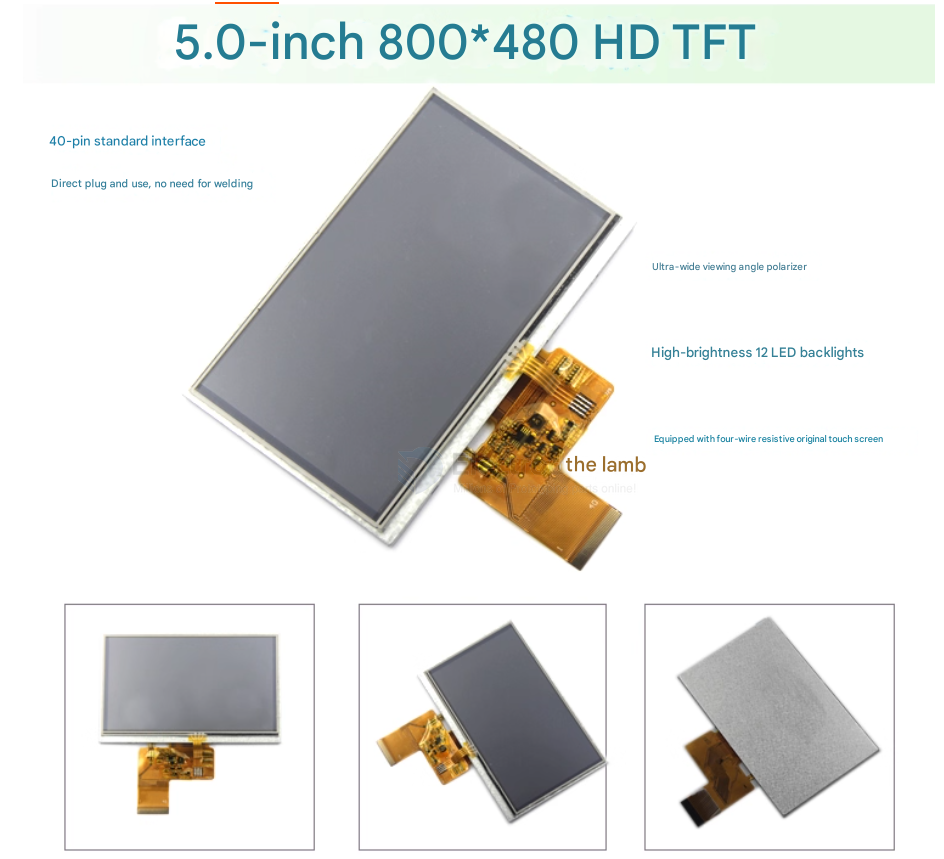 5.0-inch 800*480 HD TFT
40-pin standard interface
Direct plug and use, no need for welding
Ultra-wide viewing angle polarizer
High-brightness 12 LED backlights
Equipped with four-wire resistive original touch screen
the lamb
online!
40